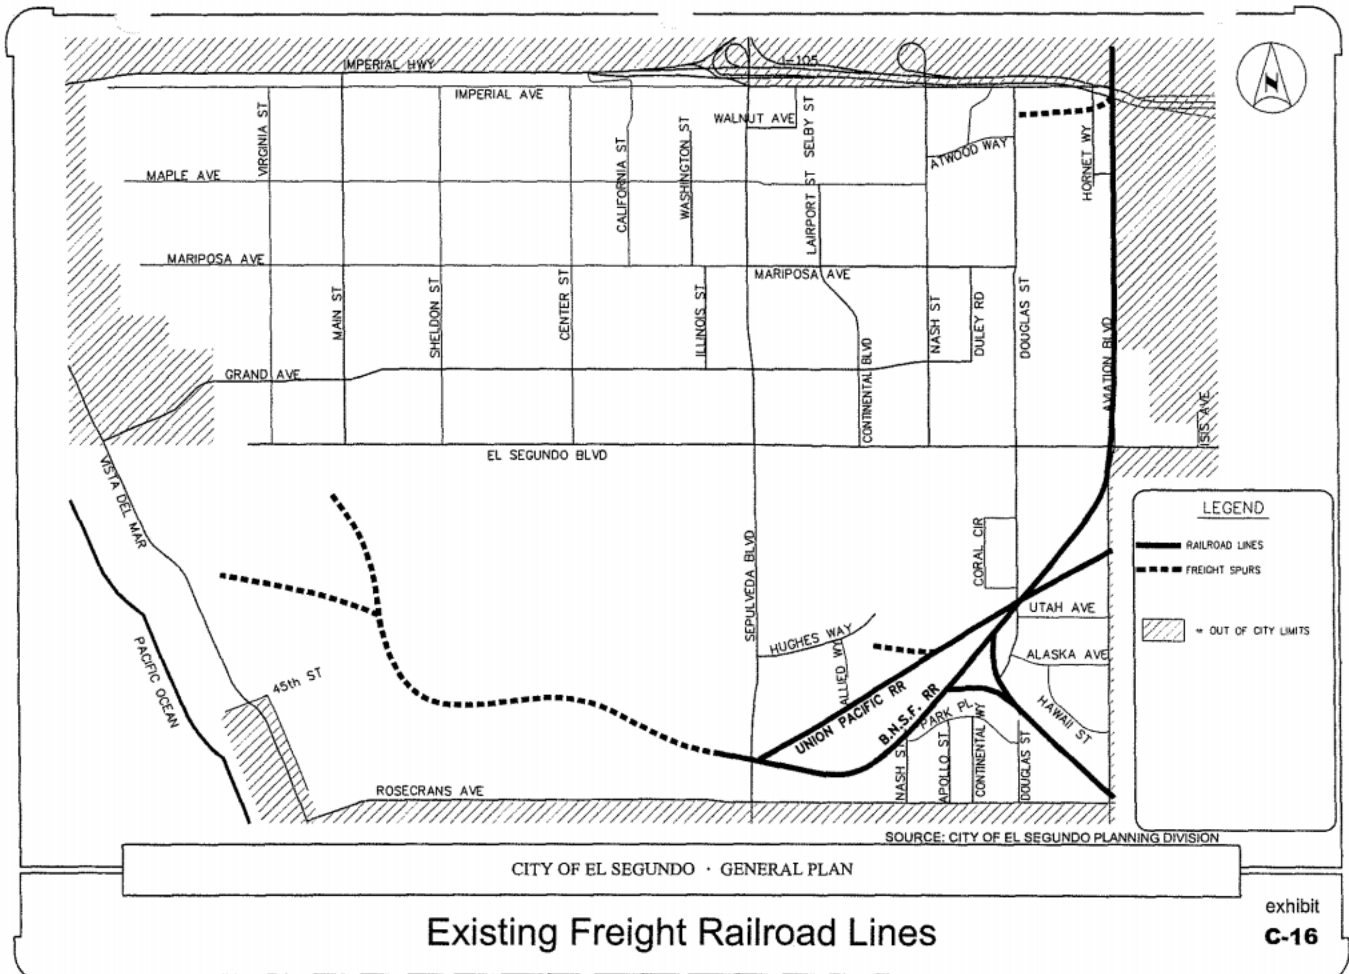 IMPERIAL HWY
I-105
IMPERIAL AVE
WALNUT AVE
SELBY ST
VIRGINIA ST
CALIFORNIA ST
WASHINGTON ST
ATWOOD WAY
HORNET WY
MAPLE AVE
LAIRPORT ST
MARIPOSA AVE
MARIPOSA AVE
MAIN ST
SHELDON ST
CENTER ST
ILLINOIS ST
NASH ST
DULEY RD
DOUGLAS ST
AVIATION BLVD
CONTINENTAL BLVD
GRAND AVE
ISIS AVE
EL SEGUNDO BLVD
VISTA DEL MAR
LEGEND
RAILROAD LINES
FREIGHT SPURS
= OUT OF CITY LIMITS
CORAL CIR
SEPULVEDA BLVD
UTAH AVE
HUGHES WAY
ALLIED WY
ALASKA AVE
PACIFIC OCEAN
45th ST
UNION PACIFIC RR
B.N.S.F. RR
PARK PL
HAWAII ST
NASH ST
APOLLO ST
CONTINENTAL WY
DOUGLAS ST
ROSECRANS AVE
SOURCE: CITY OF EL SEGUNDO PLANNING DIVISION
CITY OF EL SEGUNDO · GENERAL PLAN
Existing Freight Railroad Lines
exhibit
C-16